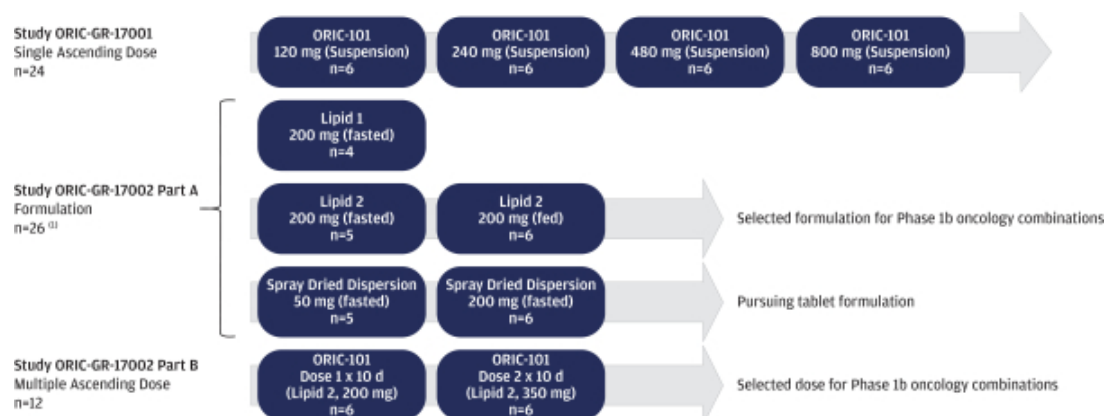 Study ORIC-GR-17001
Single Ascending Dose
n=24
ORIC-101
120 mg (Suspension)
n=6
ORIC-101
240 mg (Suspension)
n=6
ORIC-101
480 mg (Suspension)
n=6
ORIC-101
800 mg (Suspension)
n=6
Study ORIC-GR-17002 Part A
Formulation
n=26 (1)
Lipid 1
200 mg (fasted)
n=4
Lipid 2
200 mg (fasted)
n=5
Lipid 2
200 mg (fed)
n=6
Selected formulation for Phase 1b oncology combinations
Spray Dried Dispersion
50 mg (fasted)
n=5
Spray Dried Dispersion
200 mg (fasted)
n=6
Pursuing tablet formulation
Study ORIC-GR-17002 Part B
Multiple Ascending Dose
n=12
ORIC-101
Dose 1 x 10 d
(Lipid 2, 200 mg)
n=6
ORIC-101
Dose 2 x 10 d
(Lipid 2, 350 mg)
n=6
Selected dose for Phase 1b oncology combinations